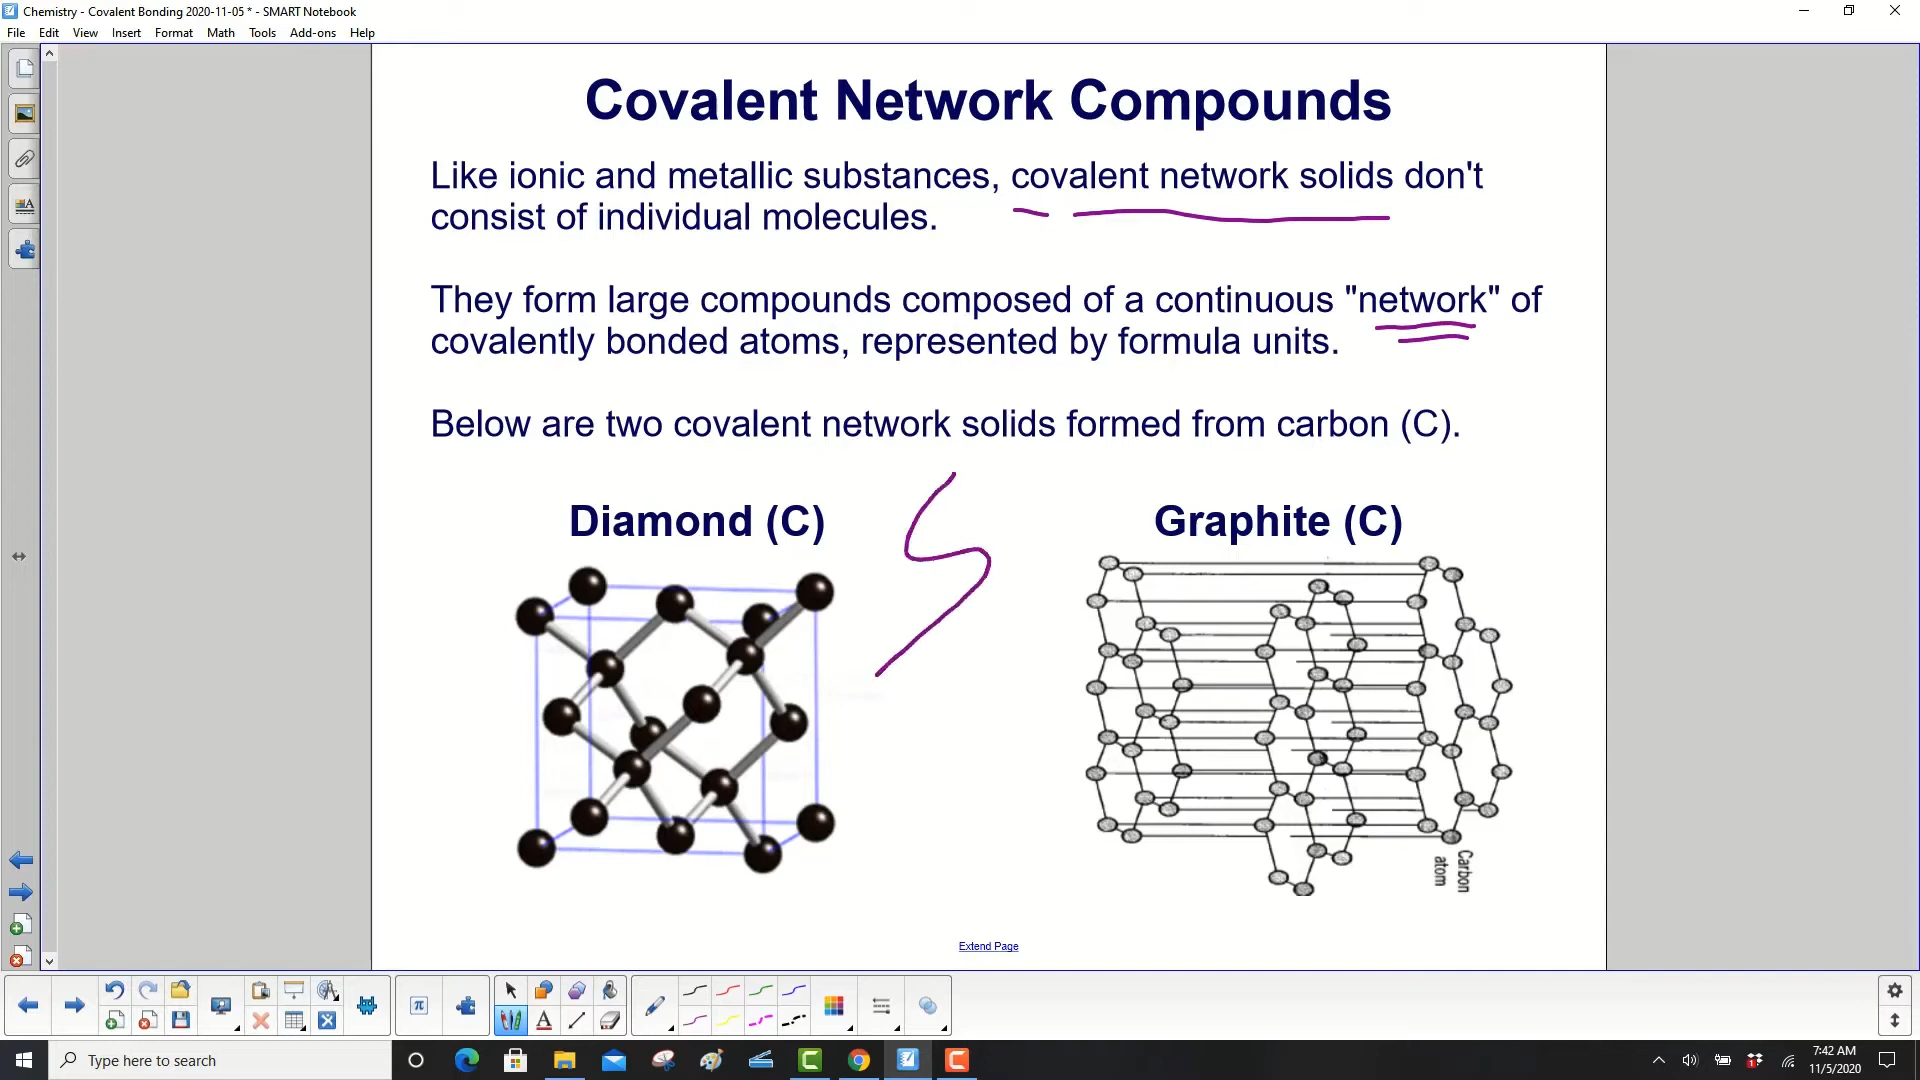 Chemistry - Covalent Bonding 2020-11-05 * - SMART Notebook
File Edit View Insert Format Math Tools Add-ons Help
Covalent Network Compounds
Like ionic and metallic substances, covalent network solids don't
consist of individual molecules.
They form large compounds composed of a continuous "network" of
covalently bonded atoms, represented by formula units.
Below are two covalent network solids formed from carbon (C).
Diamond (C)
Graphite (C)
Carbon
atom
Extend Page
π
A
Type here to search
7:42 AM
11/5/2020